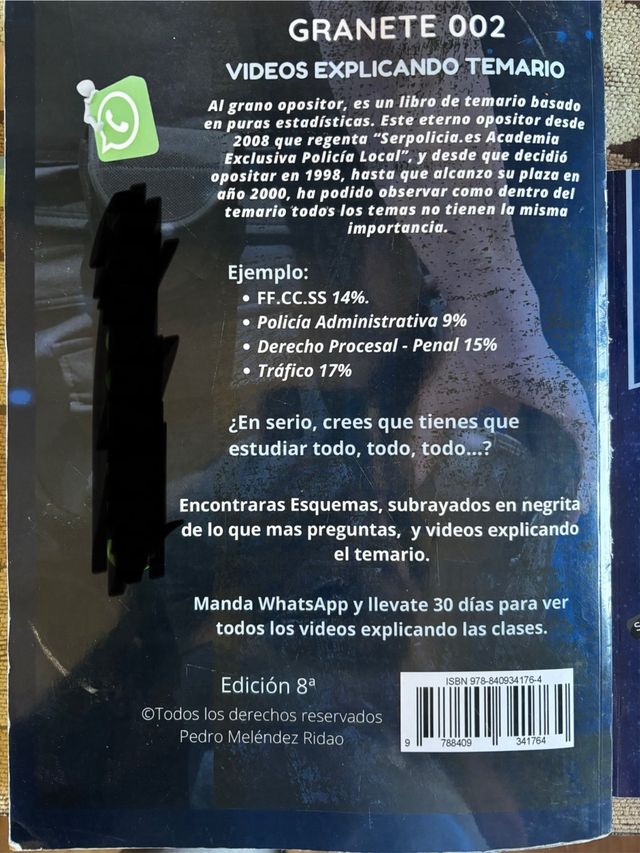 GRANETE 002
VIDEOS EXPLICANDO TEMARIO
Al grano opositor, es un libro de temario basado
en puras estadísticas. Este eterno opositor desde
2008 que regenta “Serpolicia.es Academia
Exclusiva Policía Local”, y desde que decidió
opositar en 1998, hasta que alcanzo su plaza en
año 2000, ha podido observar como dentro del
temario todos los temas no tienen la misma
importancia.
Ejemplo:
• FF.CC.SS 14%.
• Policía Administrativa 9%
• Derecho Procesal - Penal 15%
• Tráfico 17%
¿En serio, crees que tienes que
estudiar todo, todo, todo...?
Encontraras Esquemas, subrayados en negrita
de lo que mas preguntas, y videos explicando
el temario.
Manda WhatsApp y llevate 30 días para ver
todos los videos explicando las clases.
Edición 8ª
©Todos los derechos reservados
Pedro Meléndez Ridao
ISBN 978-840934176-4
9 788409 341764